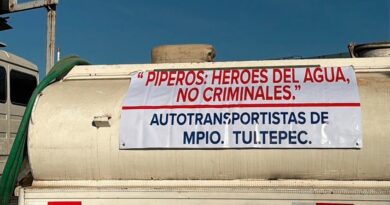 "PIPEROS: HEROES DEL AGUA,
NO CRIMINALES."
AUTOTRANSPORTISTAS DE
MPIO. TULTEPEC.